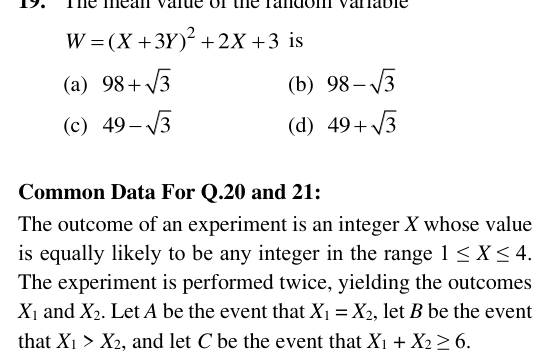 19. The mean value of the random variable
W = (X + 3Y)² + 2X + 3 is
(a) 98 + √3 (b) 98 – √3
(c) 49 – √3 (d) 49 + √3
Common Data For Q.20 and 21:
The outcome of an experiment is an integer X whose value
is equally likely to be any integer in the range 1 ≤ X ≤ 4.
The experiment is performed twice, yielding the outcomes
X₁ and X₂. Let A be the event that X₁ = X₂, let B be the event
that X₁ > X₂, and let C be the event that X₁ + X₂ ≥ 6.